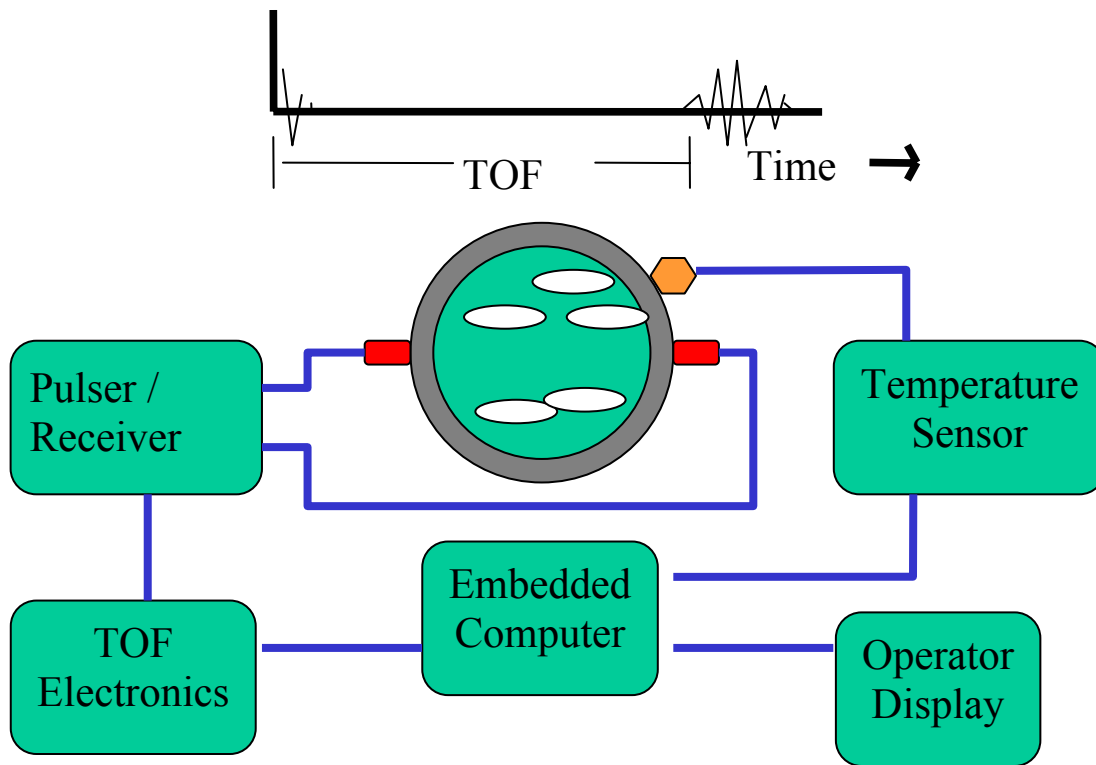 TOF
Time
Pulser /
Receiver
Temperature
Sensor
Embedded
Computer
TOF
Electronics
Operator
Display